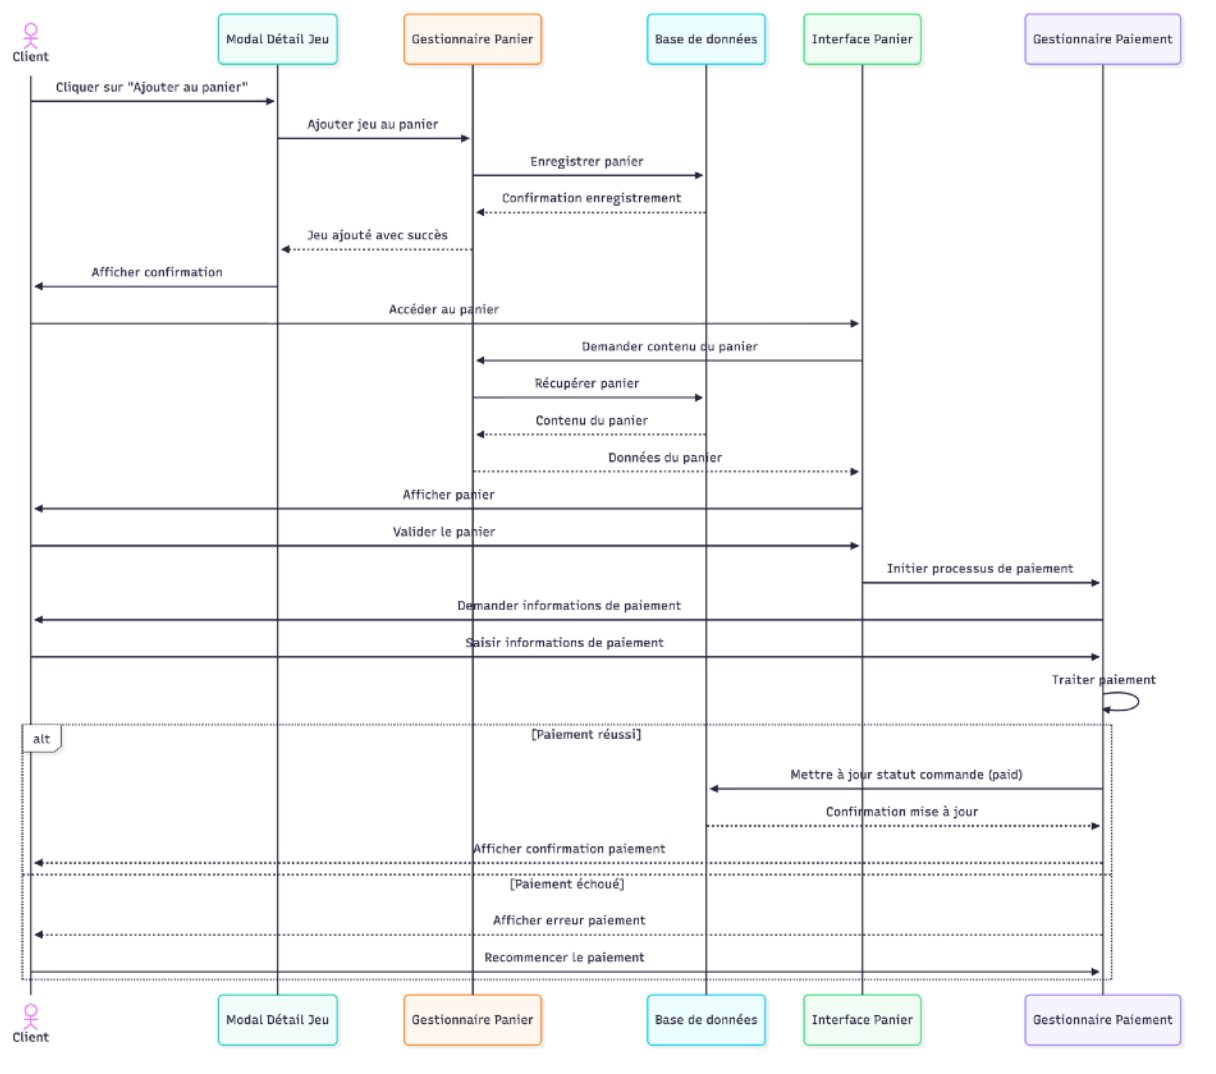 Client
Modal Détail Jeu
Gestionnaire Panier
Base de données
Interface Panier
Gestionnaire Paiement
Cliquer sur "Ajouter au panier"
Ajouter jeu au panier
Enregistrer panier
Confirmation enregistrement
Jeu ajouté avec succès
Afficher confirmation
Accéder au panier
Demander contenu du panier
Récupérer panier
Contenu du panier
Données du panier
Afficher panier
Valider le panier
Initier processus de paiement
Demander informations de paiement
Saisir informations de paiement
Traiter paiement
alt
[Paiement réussi]
Mettre à jour statut commande (paid)
Confirmation mise à jour
Afficher confirmation paiement
[Paiement échoué]
Afficher erreur paiement
Recommencer le paiement
Client
Modal Détail Jeu
Gestionnaire Panier
Base de données
Interface Panier
Gestionnaire Paiement